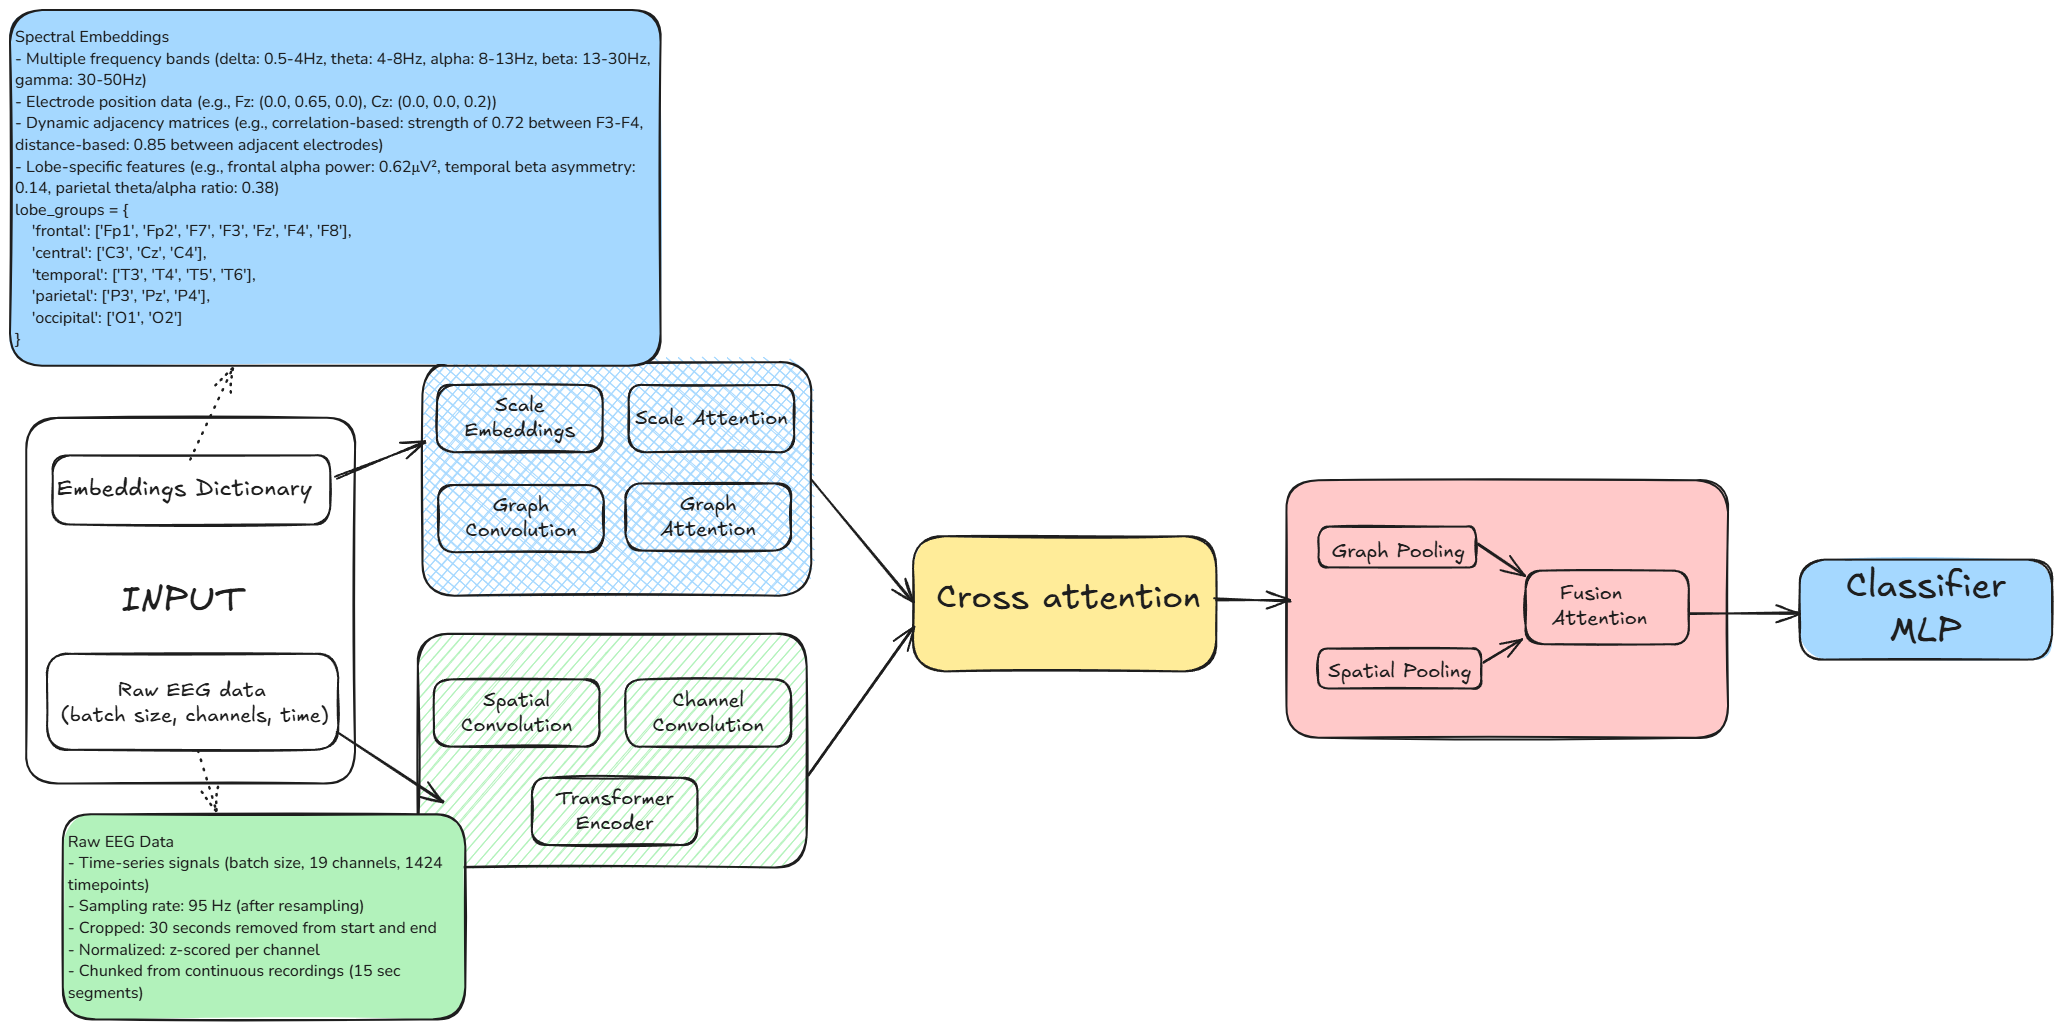 Spectral Embeddings
- Multiple frequency bands (delta: 0.5-4Hz, theta: 4-8Hz, alpha: 8-13Hz, beta: 13-30Hz,
gamma: 30-50Hz)
- Electrode position data (e.g., Fz: (0.0, 0.65, 0.0), Cz: (0.0, 0.0, 0.2))
- Dynamic adjacency matrices (e.g., correlation-based: strength of 0.72 between F3-F4,
distance-based: 0.85 between adjacent electrodes)
- Lobe-specific features (e.g., frontal alpha power: 0.62μV², temporal beta asymmetry:
0.14, parietal theta/alpha ratio: 0.38)
lobe_groups = {
'frontal': ['Fp1', 'Fp2', 'F7', 'F3', 'Fz', 'F4', 'F8'],
'central': ['C3', 'Cz', 'C4'],
'temporal': ['T3', 'T4', 'T5', 'T6'],
'parietal': ['P3', 'Pz', 'P4'],
'occipital': ['O1', 'O2']
}
Embeddings Dictionary
INPUT
Raw EEG data
(batch size, channels, time)
Raw EEG Data
- Time-series signals (batch size, 19 channels, 1424
timepoints)
- Sampling rate: 95 Hz (after resampling)
- Cropped: 30 seconds removed from start and end
- Normalized: z-scored per channel
- Chunked from continuous recordings (15 sec
segments)
Scale
Embeddings
Scale Attention
Graph
Convolution
Graph
Attention
Spatial
Convolution
Channel
Convolution
Transformer
Encoder
Cross attention
Graph Pooling
Spatial Pooling
Fusion
Attention
Classifier
MLP